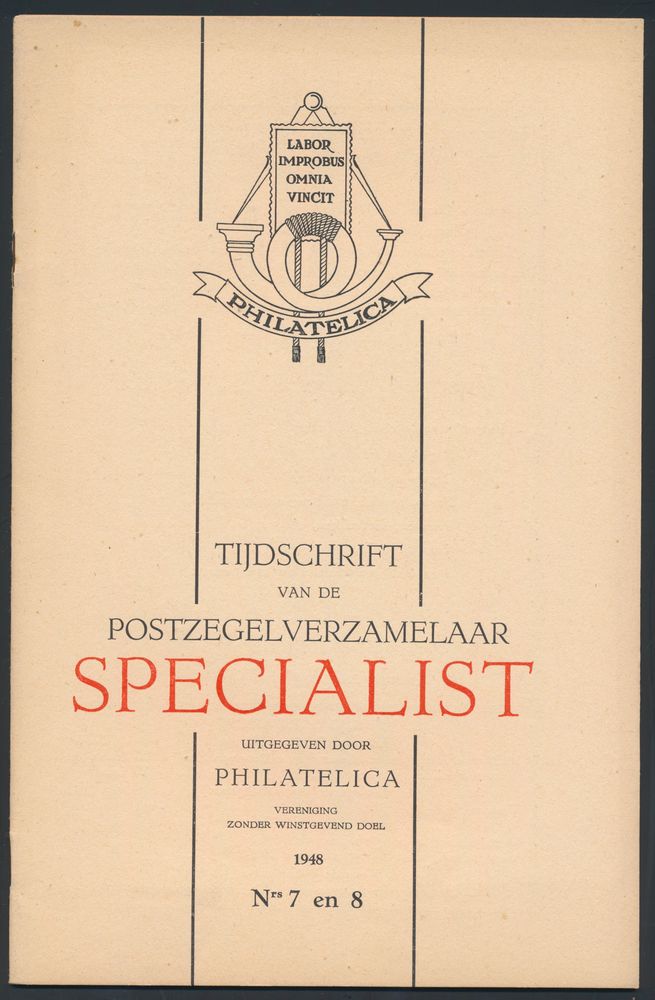 LABOR
IMPROBUS
OMNIA
VINCIT
PHILATELICA
TIJDSCHRIFT
VAN DE
POSTZEGELVERZAMELAAR
SPECIALIST
UITGEGEVEN DOOR
PHILATELICA
VERENIGING
ZONDER WINSTGEVEND DOEL
1948
Nrs 7 en 8